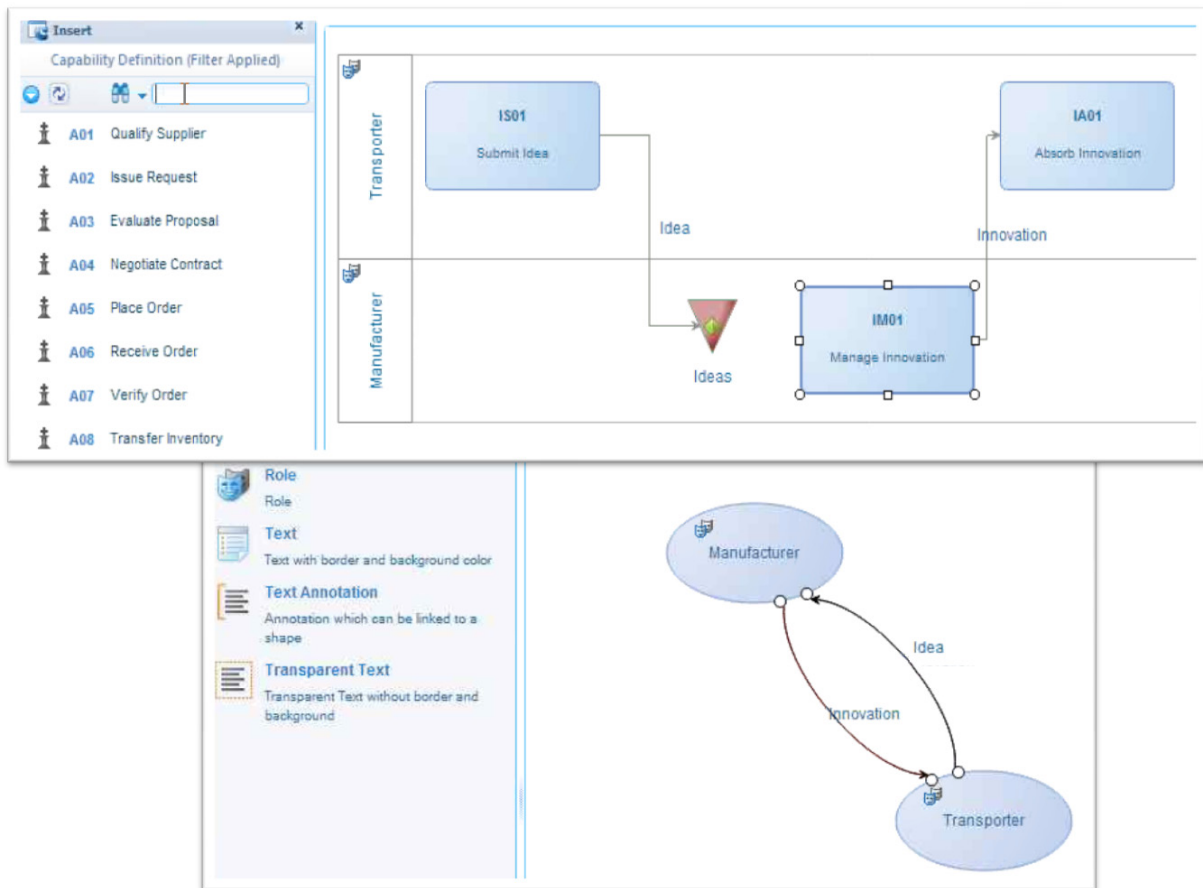 Insert
Capability Definition (Filter Applied)
A01 Qualify Supplier
A02 Issue Request
A03 Evaluate Proposal
A04 Negotiate Contract
A05 Place Order
A06 Receive Order
A07 Verify Order
A08 Transfer Inventory
Transporter
IS01
Submit Idea
IA01
Absorb Innovation
Idea
Innovation
Manufacturer
Ideas
IM01
Manage Innovation
Role
Role
Text
Text with border and background color
Text Annotation
Annotation which can be linked to a
shape
Transparent Text
Transparent Text without border and
background
Manufacturer
Idea
Innovation
Transporter